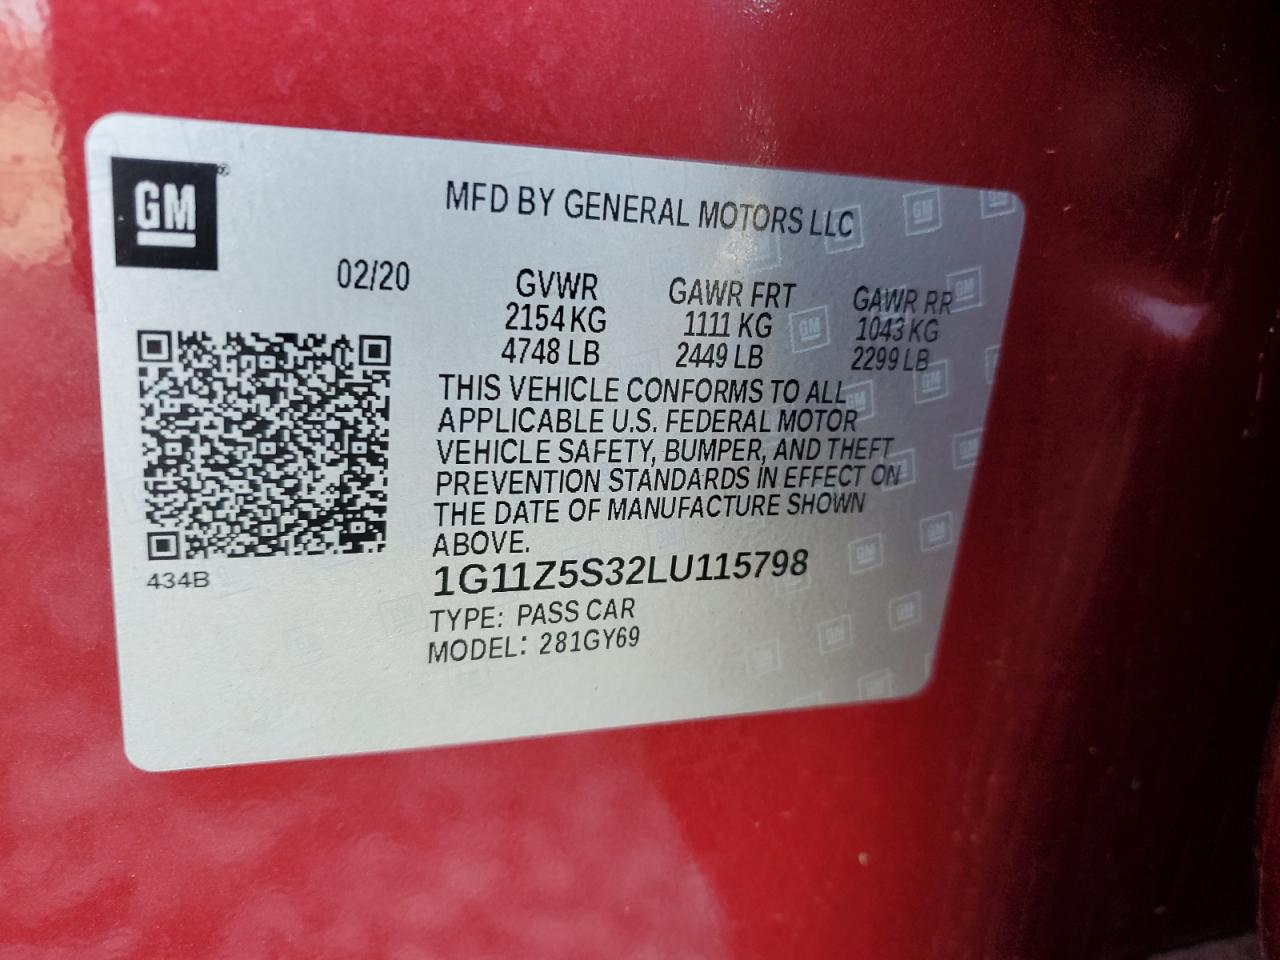 GM
MFD BY GENERAL MOTORS LLC
02/20 GVWR GAWR FRT GAWR RR
2154 KG 1111 KG 1043 KG
4748 LB 2449 LB 2299 LB
THIS VEHICLE CONFORMS TO ALL
APPLICABLE U.S. FEDERAL MOTOR
VEHICLE SAFETY, BUMPER, AND THEFT
PREVENTION STANDARDS IN EFFECT ON
THE DATE OF MANUFACTURE SHOWN
ABOVE.
434B
1G11Z5S32LU115798
TYPE: PASS CAR
MODEL: 281GY69